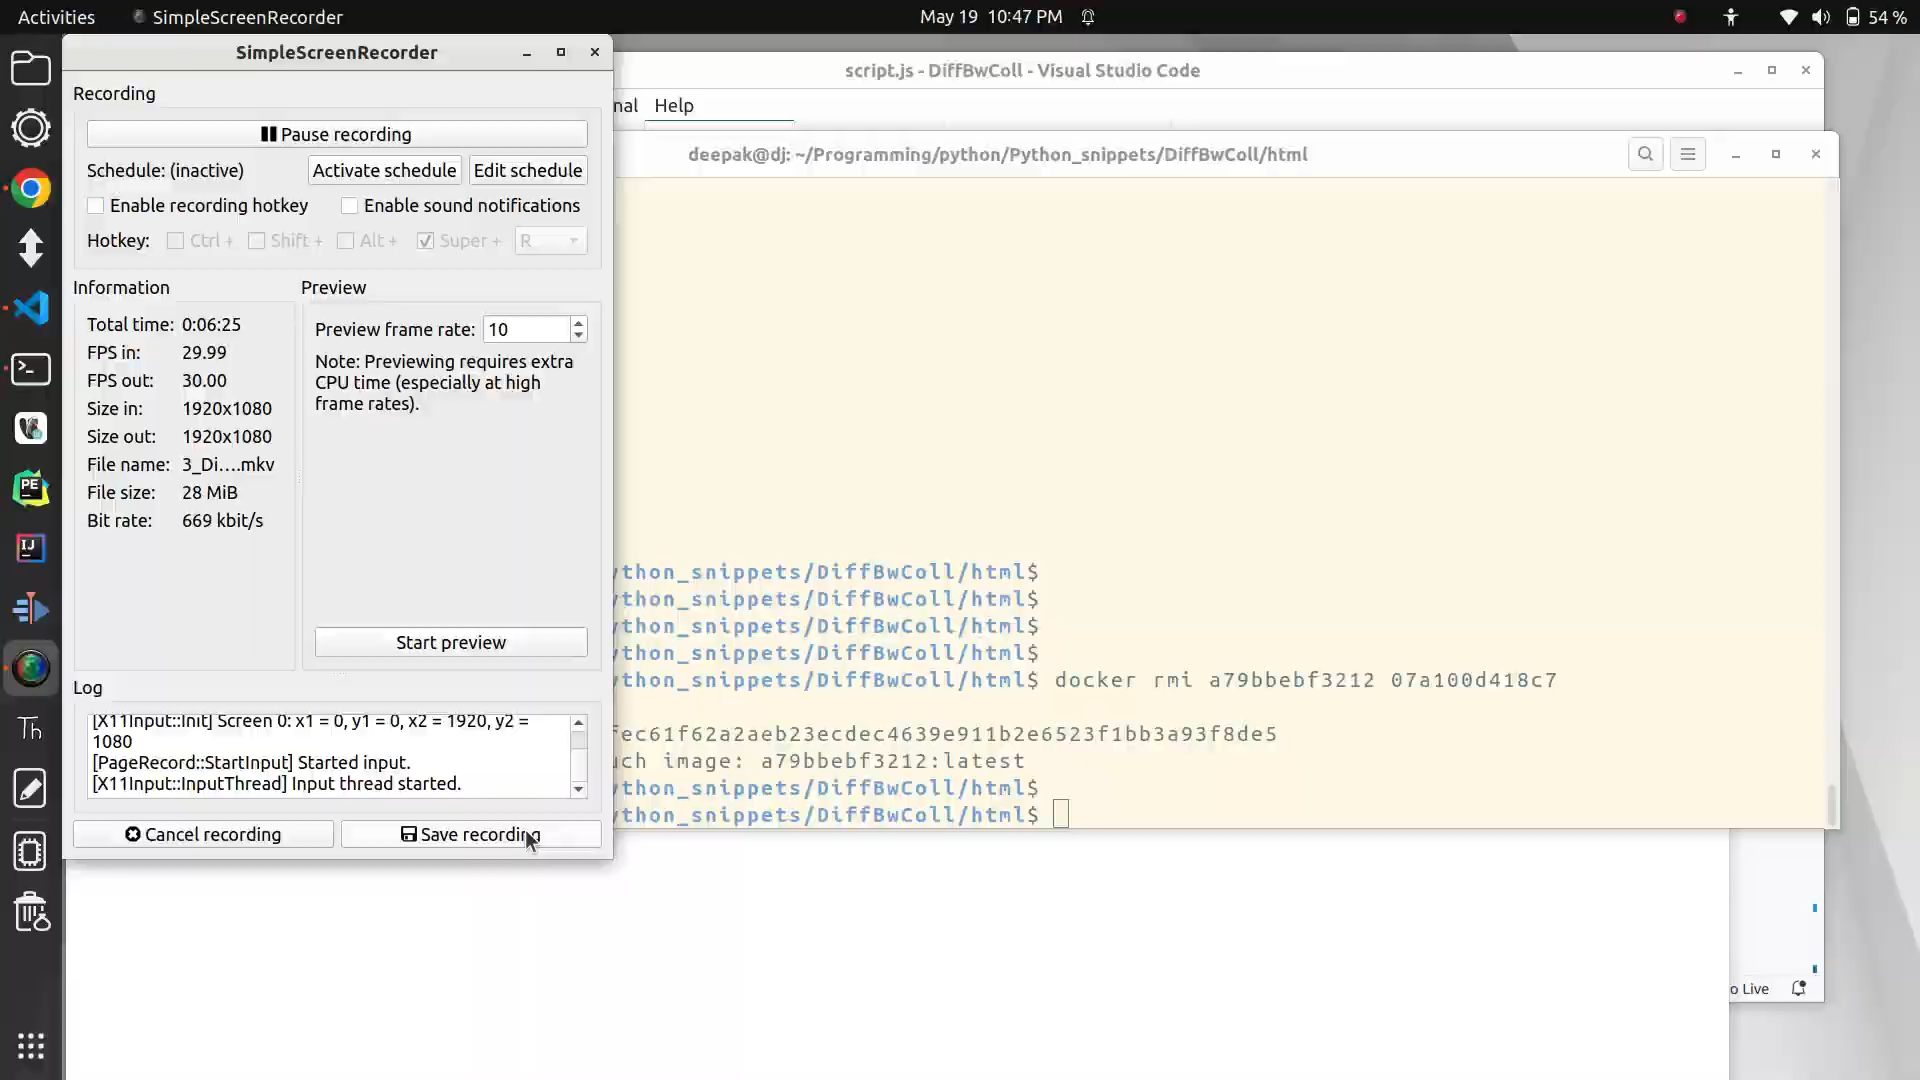 Activities
SimpleScreenRecorder
May 19 10:47 PM
54 %
SimpleScreenRecorder
Recording
Pause recording
Schedule: (inactive)
Activate schedule
Edit schedule
Enable recording hotkey
Enable sound notifications
Hotkey:
Ctrl +
Shift +
Alt +
Super +
R
Information
Total time: 0:06:25
FPS in: 29.99
FPS out: 30.00
Size in: 1920x1080
Size out: 1920x1080
File name: 3_Di....mkv
File size: 28 MiB
Bit rate: 669 kbit/s
Preview
Preview frame rate: 10
Note: Previewing requires extra
CPU time (especially at high
frame rates).
Start preview
Log
[X11Input::Init] Screen 0: x1 = 0, y1 = 0, x2 = 1920, y2 =
1080
[PageRecord::StartInput] Started input.
[X11Input::InputThread] Input thread started.
Cancel recording
Save recording
script.js - DiffBwColl - Visual Studio Code
nal Help
deepak@dj: ~/Programming/python/Python_snippets/DiffBwColl/html
ython_snippets/DiffBwColl/html$
ython_snippets/DiffBwColl/html$
ython_snippets/DiffBwColl/html$
ython_snippets/DiffBwColl/html$
ython_snippets/DiffBwColl/html$ docker rmi a79bbebf3212 07a100d418c7
fec61f62a2aeb23ecdec4639e911b2e6523f1bb3a93f8de5
uch image: a79bbebf3212:latest
ython_snippets/DiffBwColl/html$
ython_snippets/DiffBwColl/html$
o Live
PE
IJ
Th